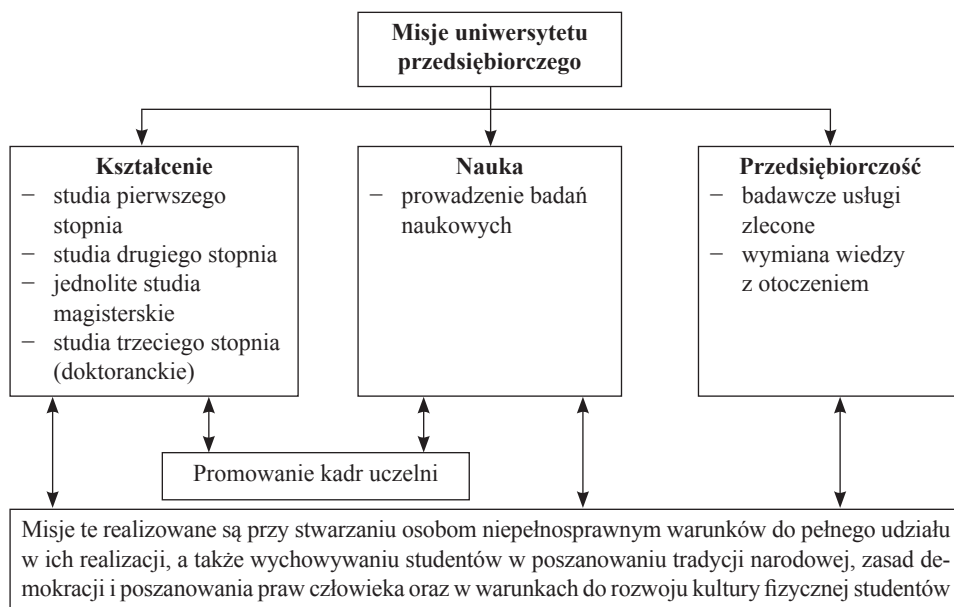 Misje uniwersytetu
przedsiębiorczego
Kształcenie
− studia pierwszego
stopnia
− studia drugiego stopnia
− jednolite studia
magisterskie
− studia trzeciego stopnia
(doktoranckie)
Nauka
− prowadzenie badań
naukowych
Przedsiębiorczość
− badawcze usługi
zlecone
− wymiana wiedzy
z otoczeniem
Promowanie kadr uczelni
Misje te realizowane są przy stwarzaniu osobom niepełnosprawnym warunków do pełnego udziału
w ich realizacji, a także wychowywaniu studentów w poszanowaniu tradycji narodowej, zasad de-
mokracji i poszanowania praw człowieka oraz w warunkach do rozwoju kultury fizycznej studentów